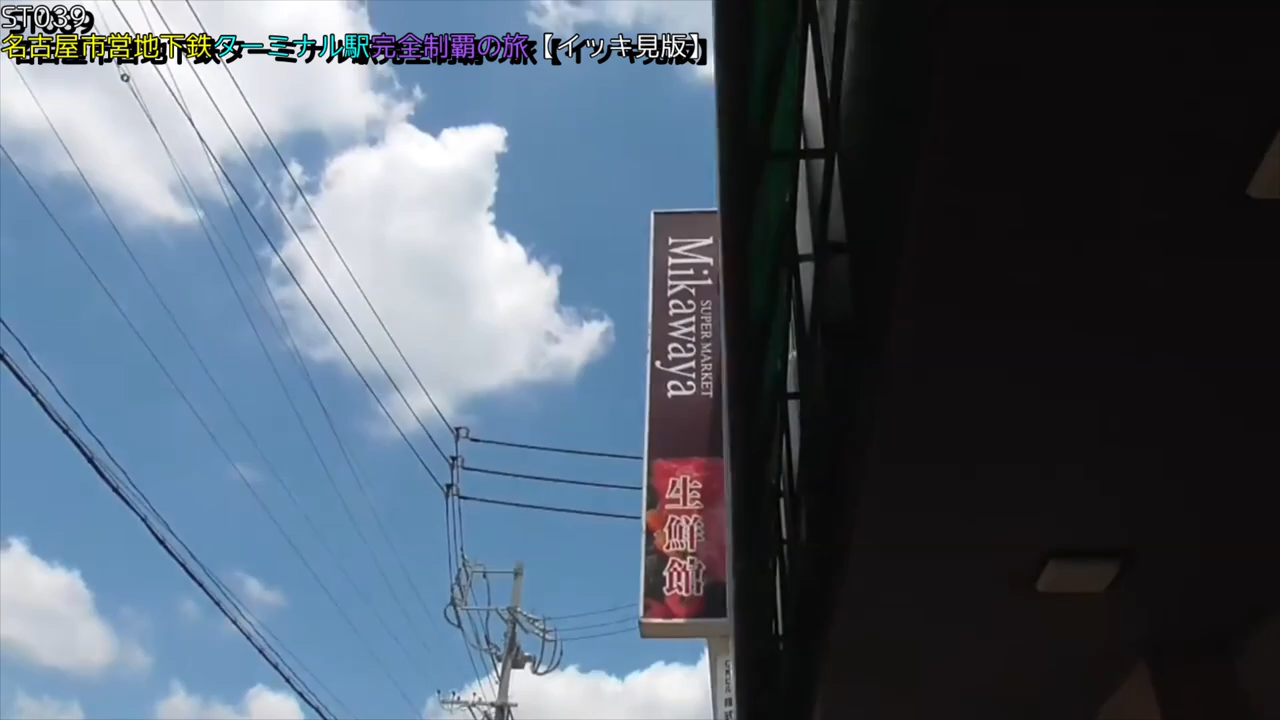 ST039
名古屋市営地下鉄ターミナル駅完全制覇の旅【イッキ見版】
Mikawaya
SUPER MARKET
生鮮館